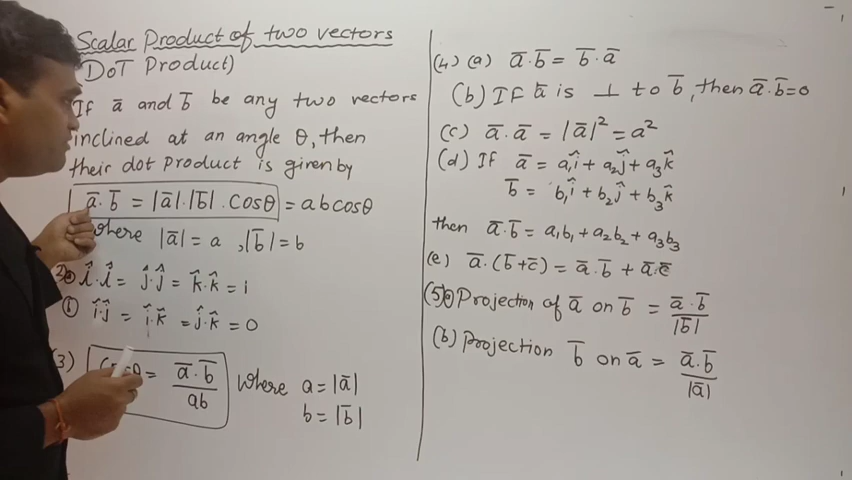 Scalar Product of two vectors
(DoT Product)
If a̅ and b̅ be any two vectors
inclined at an angle θ, then
their dot product is given by
a̅·b̅ = |a̅|·|b̅|·cosθ = ab cosθ
where |a̅| = a , |b̅| = b
î·î = ĵ·ĵ = k̂·k̂ = 1
(b) î·ĵ = î·k̂ = ĵ·k̂ = 0
(3) θ = a̅·b̅ / ab where a = |a̅|
b = |b̅|
(4) (a) a̅·b̅ = b̅·a̅
(b) If a̅ is ⊥ to b̅, then a̅·b̅ = 0
(c) a̅·a̅ = |a̅|² = a²
(d) If a̅ = a₁î + a₂ĵ + a₃k̂
b̅ = b₁î + b₂ĵ + b₃k̂
then a̅·b̅ = a₁b₁ + a₂b₂ + a₃b₃
(e) a̅·(b̅+c̅) = a̅·b̅ + a̅·c̅
(5) (a) Projection of a̅ on b̅ = a̅·b̅ / |b̅|
(b) Projection b̅ on a̅ = a̅·b̅ / |a̅|